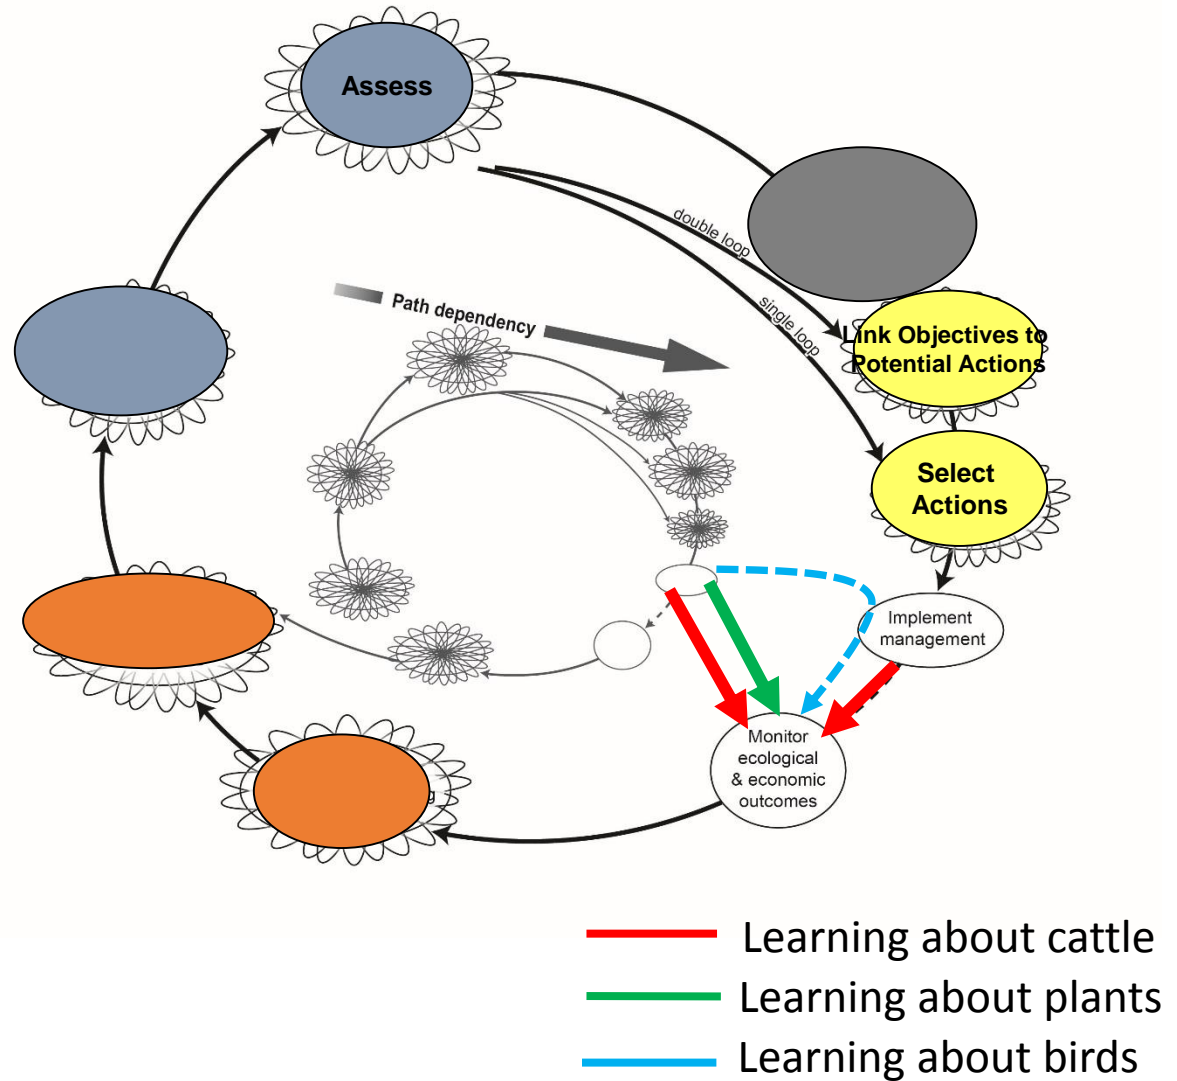 Assess
double loop
single loop
Path dependency
Link Objectives to
Potential Actions
Select
Actions
Implement
management
Monitor
ecological
& economic
outcomes
Learning about cattle
Learning about plants
Learning about birds